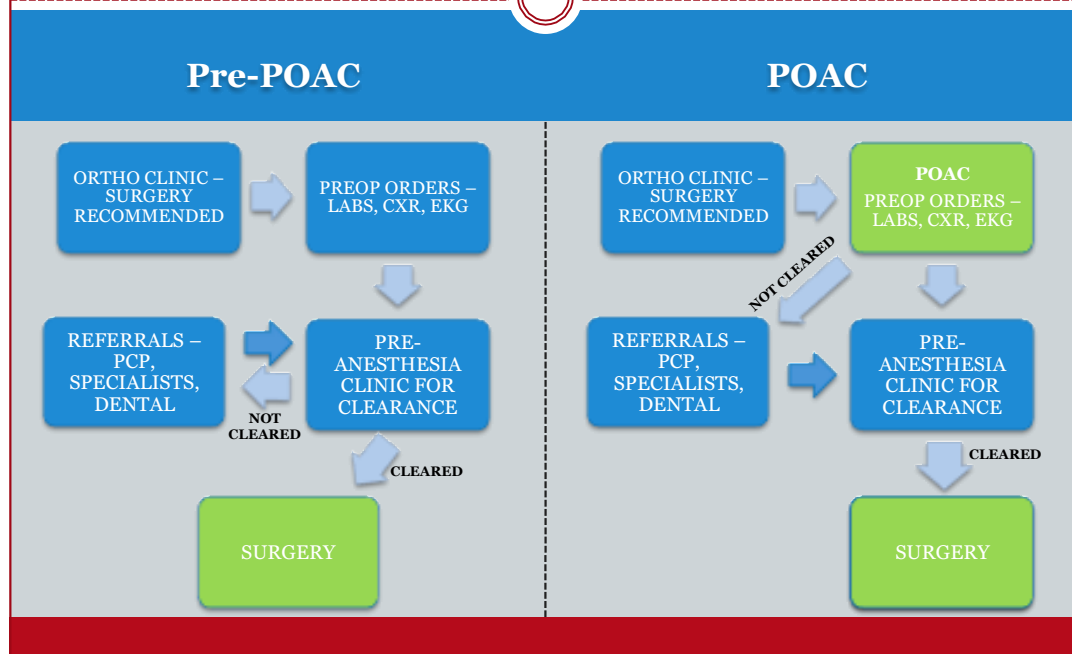 Pre-POAC
ORTHO CLINIC –
SURGERY
RECOMMENDED
PREOP ORDERS –
LABS, CXR, EKG
REFERRALS –
PCP,
SPECIALISTS,
DENTAL
NOT
CLEARED
PRE-
ANESTHESIA
CLINIC FOR
CLEARANCE
CLEARED
SURGERY
POAC
ORTHO CLINIC –
SURGERY
RECOMMENDED
POAC
PREOP ORDERS –
LABS, CXR, EKG
NOT CLEARED
REFERRALS –
PCP,
SPECIALISTS,
DENTAL
PRE-
ANESTHESIA
CLINIC FOR
CLEARANCE
CLEARED
SURGERY